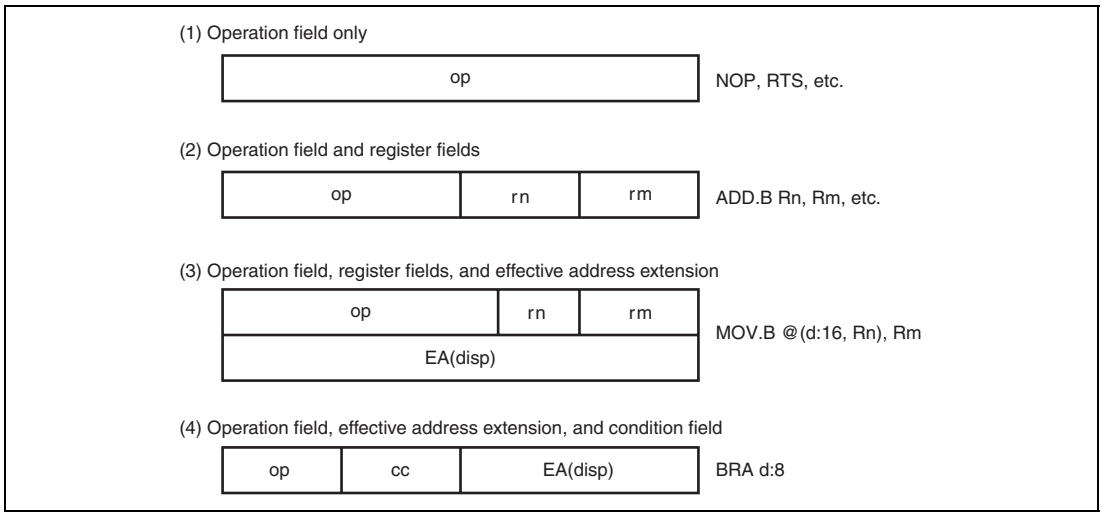 (1) Operation field only
op
NOP, RTS, etc.
(2) Operation field and register fields
op rn rm
ADD.B Rn, Rm, etc.
(3) Operation field, register fields, and effective address extension
op rn rm
MOV.B @(d:16, Rn), Rm
EA(disp)
(4) Operation field, effective address extension, and condition field
op cc EA(disp)
BRA d:8